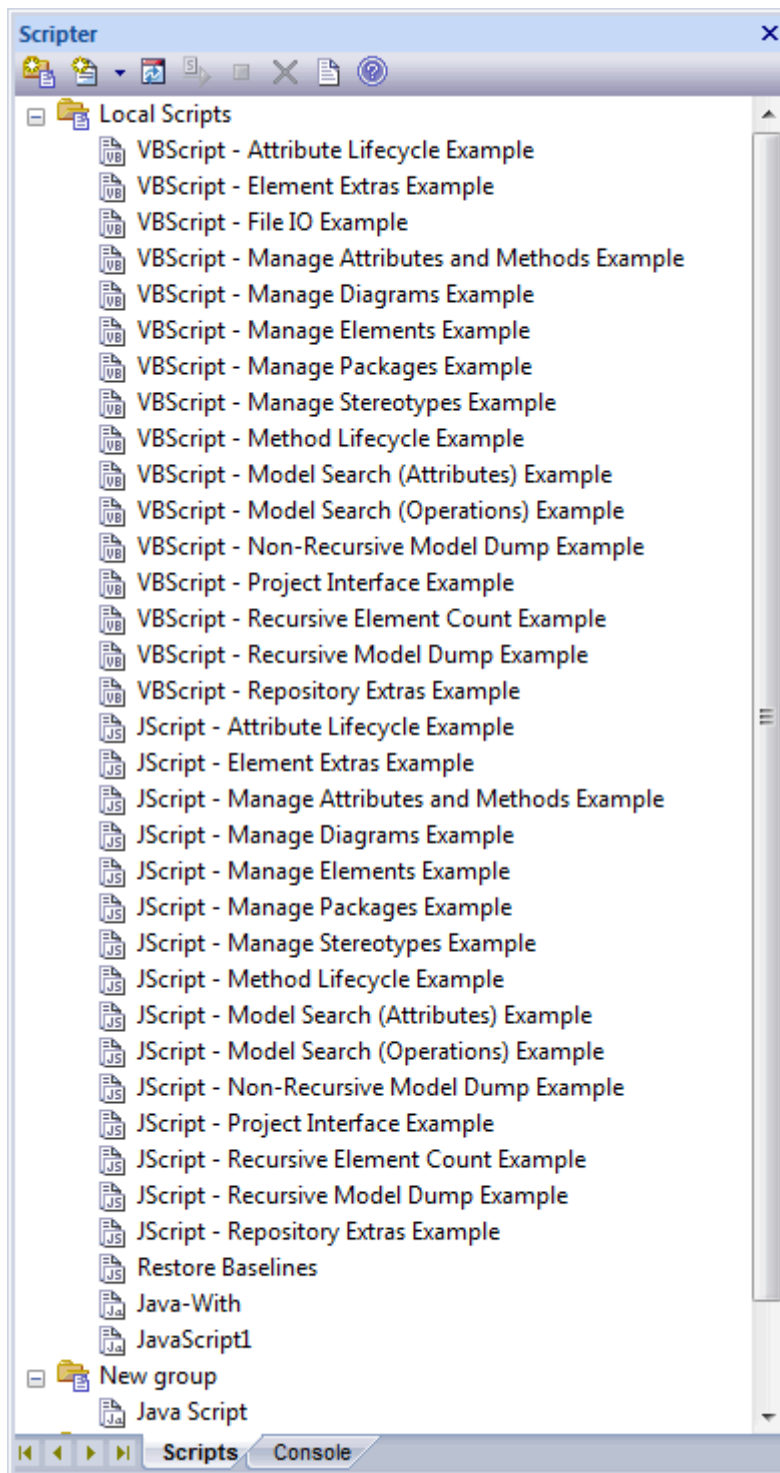 Scripter
Local Scripts
VBScript - Attribute Lifecycle Example
VBScript - Element Extras Example
VBScript - File IO Example
VBScript - Manage Attributes and Methods Example
VBScript - Manage Diagrams Example
VBScript - Manage Elements Example
VBScript - Manage Packages Example
VBScript - Manage Stereotypes Example
VBScript - Method Lifecycle Example
VBScript - Model Search (Attributes) Example
VBScript - Model Search (Operations) Example
VBScript - Non-Recursive Model Dump Example
VBScript - Project Interface Example
VBScript - Recursive Element Count Example
VBScript - Recursive Model Dump Example
VBScript - Repository Extras Example
JScript - Attribute Lifecycle Example
JScript - Element Extras Example
JScript - Manage Attributes and Methods Example
JScript - Manage Diagrams Example
JScript - Manage Elements Example
JScript - Manage Packages Example
JScript - Manage Stereotypes Example
JScript - Method Lifecycle Example
JScript - Model Search (Attributes) Example
JScript - Model Search (Operations) Example
JScript - Non-Recursive Model Dump Example
JScript - Project Interface Example
JScript - Recursive Element Count Example
JScript - Recursive Model Dump Example
JScript - Repository Extras Example
Restore Baselines
Java-With
JavaScript1
New group
Java Script
Scripts Console